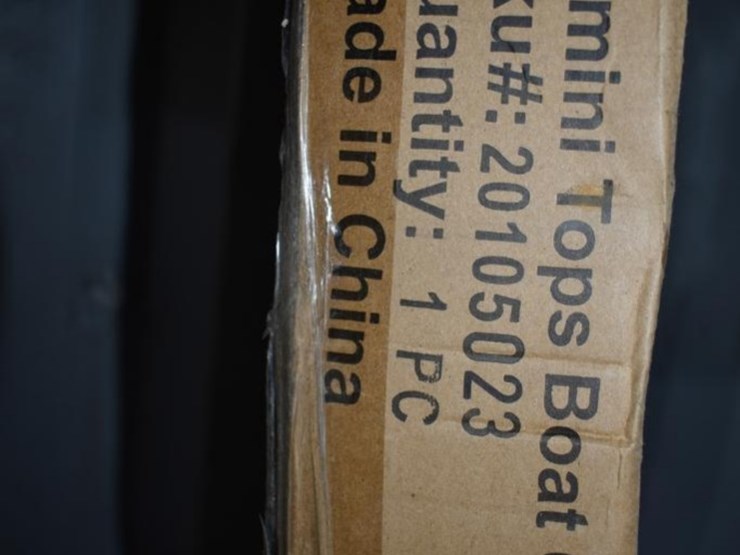 mini Tops Boat
ku#: 20105023
uantity: 1 PC
ade in China